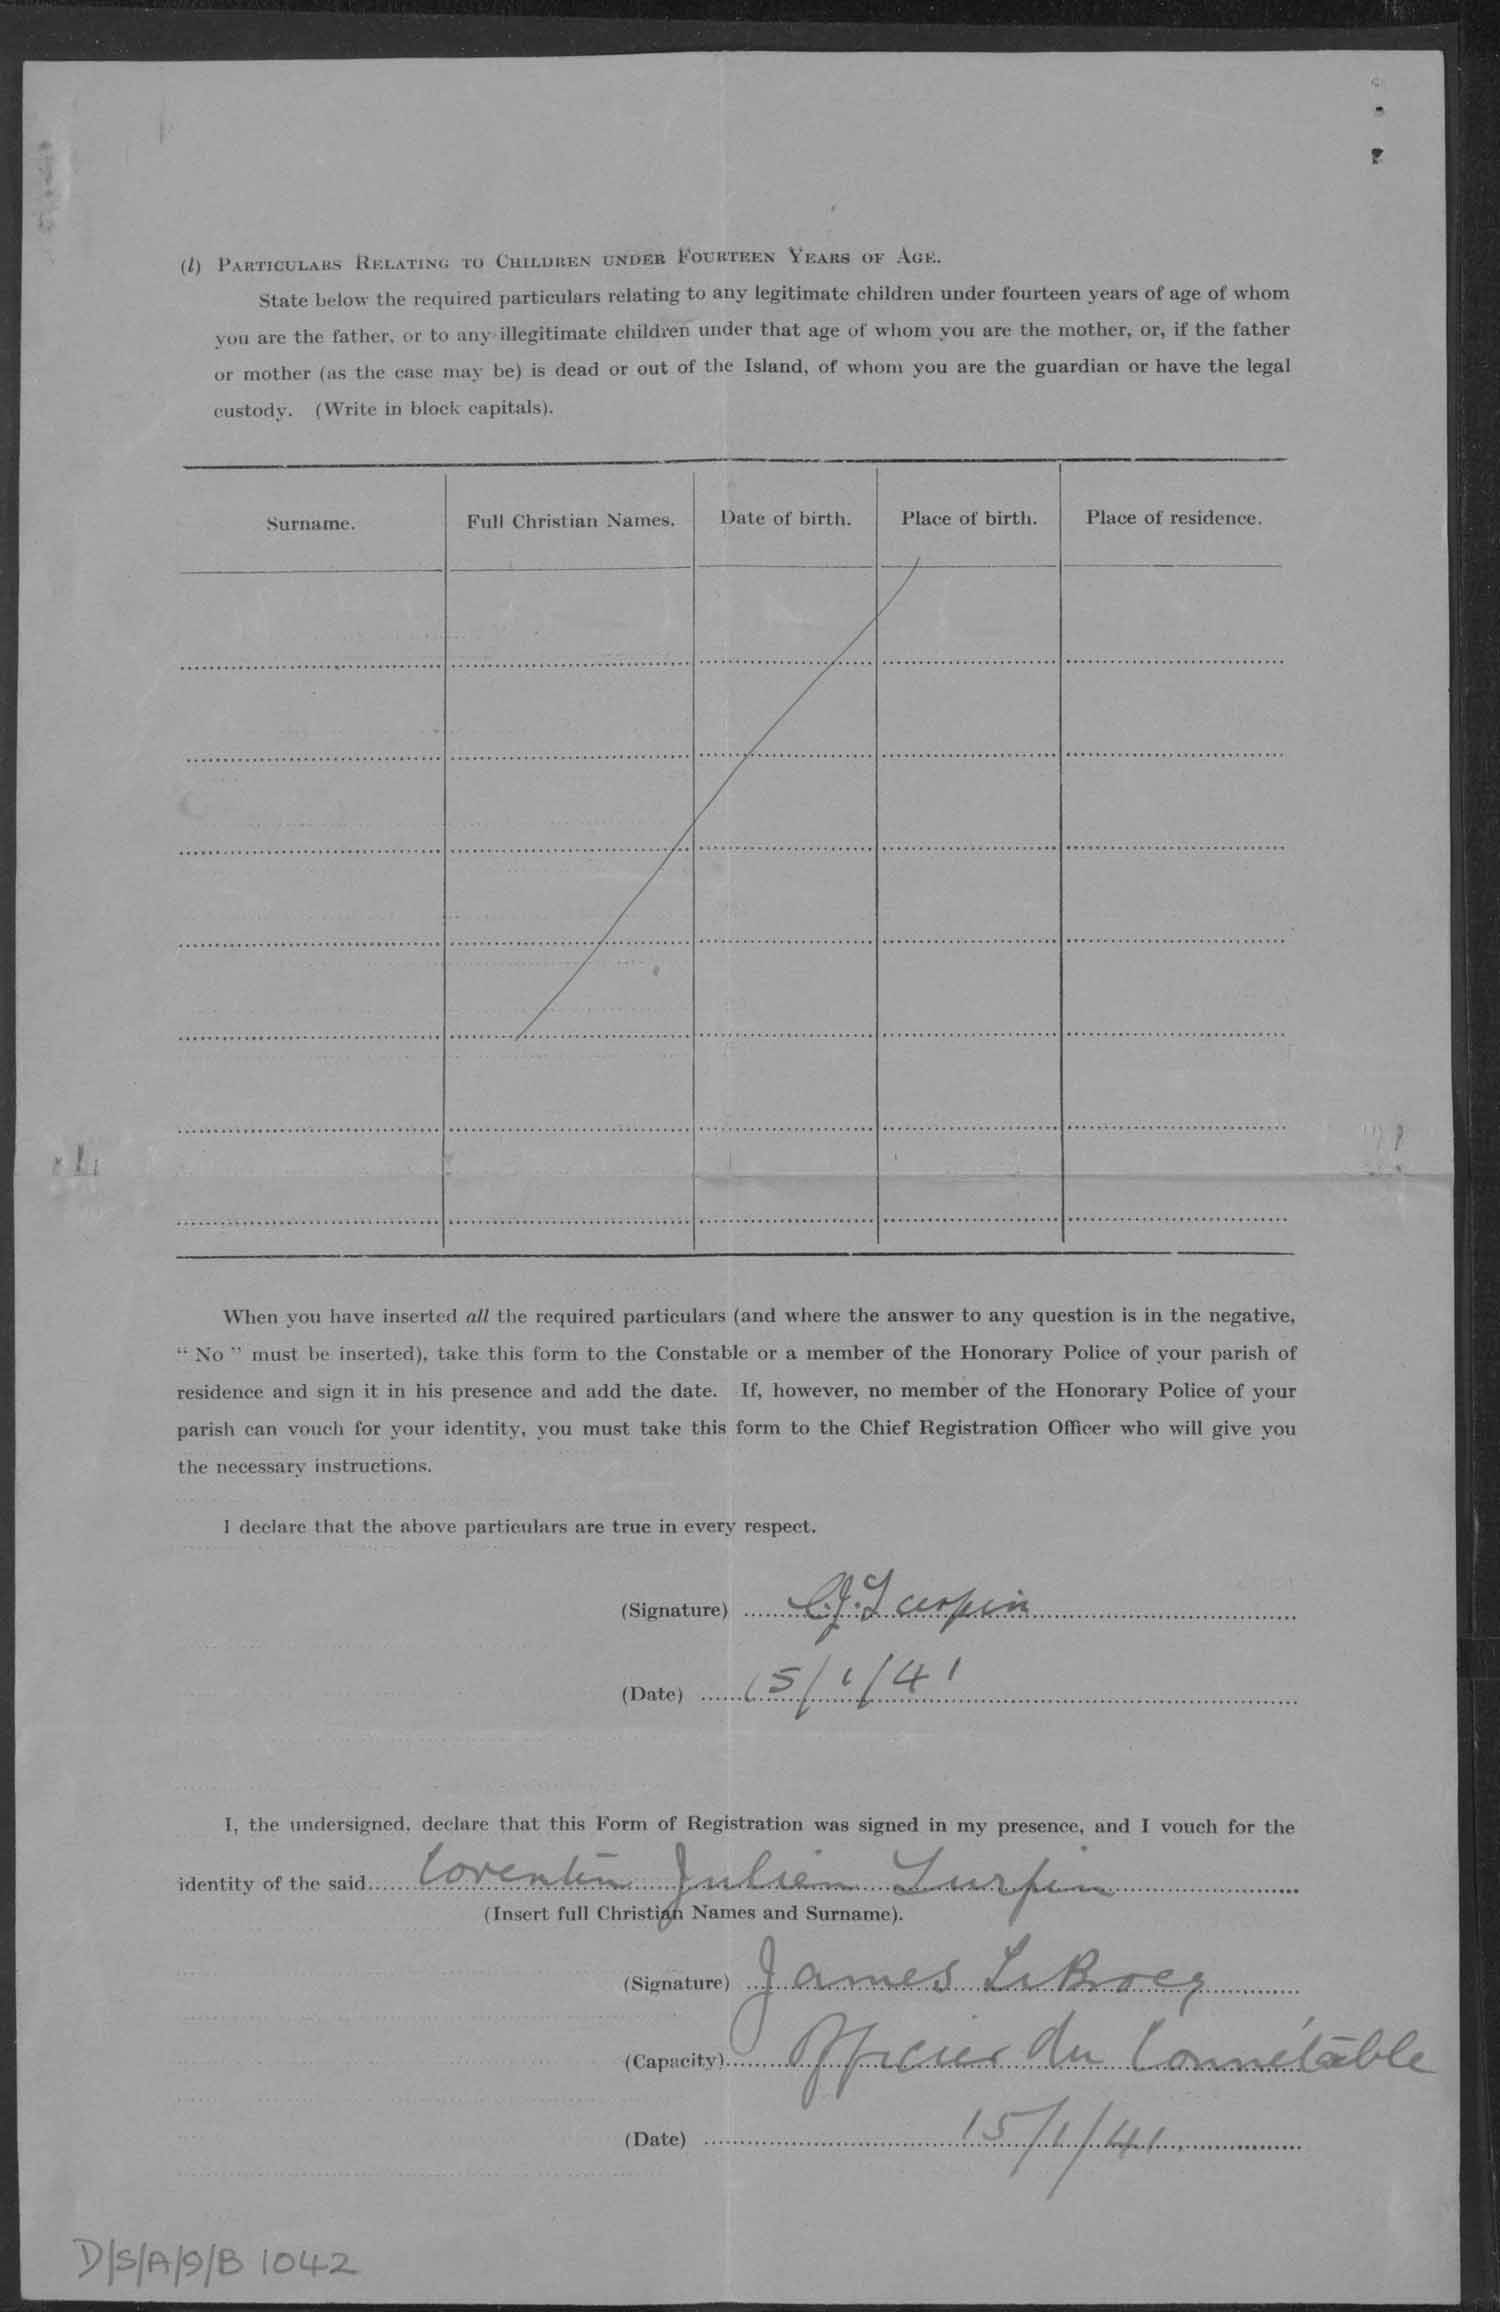 (l) PARTICULARS RELATING TO CHILDREN UNDER FOURTEEN YEARS OF AGE.
State below the required particulars relating to any legitimate children under fourteen years of age of whom
you are the father, or to any illegitimate children under that age of whom you are the mother, or, if the father
or mother (as the case may be) is dead or out of the Island, of whom you are the guardian or have the legal
custody. (Write in block capitals).
Surname. Full Christian Names. Date of birth. Place of birth. Place of residence.
When you have inserted all the required particulars (and where the answer to any question is in the negative,
“ No ” must be inserted), take this form to the Constable or a member of the Honorary Police of your parish of
residence and sign it in his presence and add the date. If, however, no member of the Honorary Police of your
parish can vouch for your identity, you must take this form to the Chief Registration Officer who will give you
the necessary instructions.
I declare that the above particulars are true in every respect.
(Signature) C.J. Turpin
(Date) 15/1/41
I, the undersigned, declare that this Form of Registration was signed in my presence, and I vouch for the
identity of the said Corentin Julien Turpin
(Insert full Christian Names and Surname).
(Signature) James Le Brocq
(Capacity) Officier du Connétable
(Date) 15/1/41
D/S/A/9/B 1042